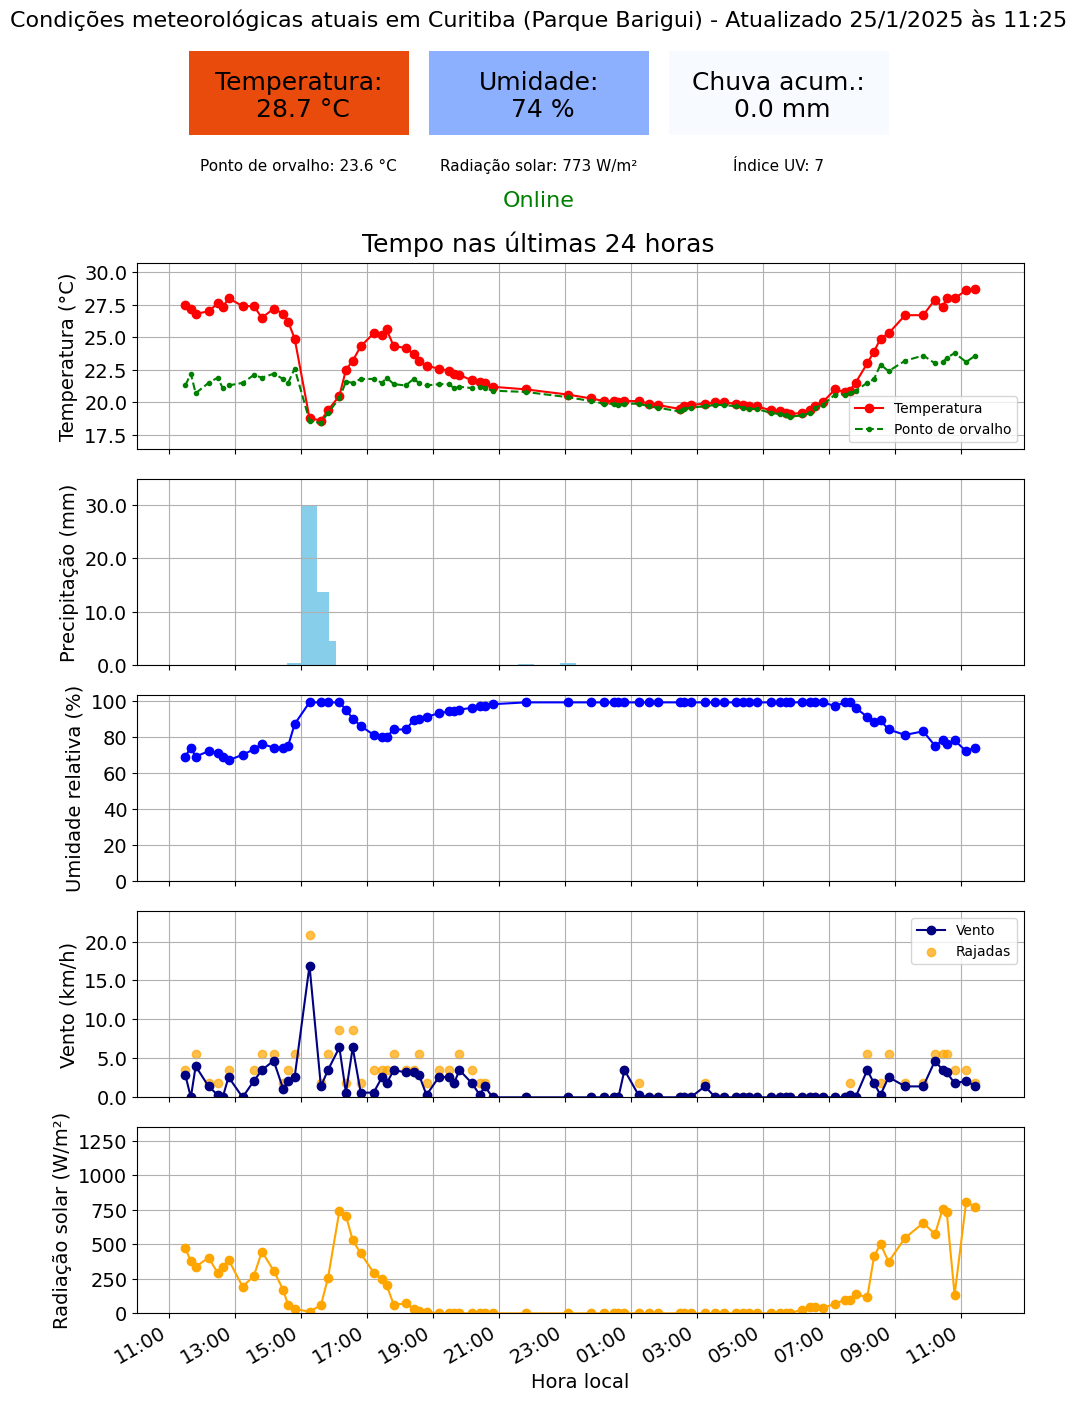 Condições meteorológicas atuais em Curitiba (Parque Barigui) - Atualizado 25/1/2025 às 11:25
Temperatura:
28.7 °C
Umidade:
74 %
Chuva acum.:
0.0 mm
Ponto de orvalho: 23.6 °C
Radiação solar: 773 W/m²
Índice UV: 7
Online
Tempo nas últimas 24 horas
Temperatura (°C)
30.0
27.5
25.0
22.5
20.0
17.5
Temperatura
Ponto de orvalho
Precipitação (mm)
30.0
20.0
10.0
0.0
Umidade relativa (%)
100
80
60
40
20
0
Vento (km/h)
20.0
15.0
10.0
5.0
0.0
Vento
Rajadas
Radiação solar (W/m²)
1250
1000
750
500
250
0
11:00
13:00
15:00
17:00
19:00
21:00
23:00
01:00
03:00
05:00
07:00
09:00
11:00
Hora local